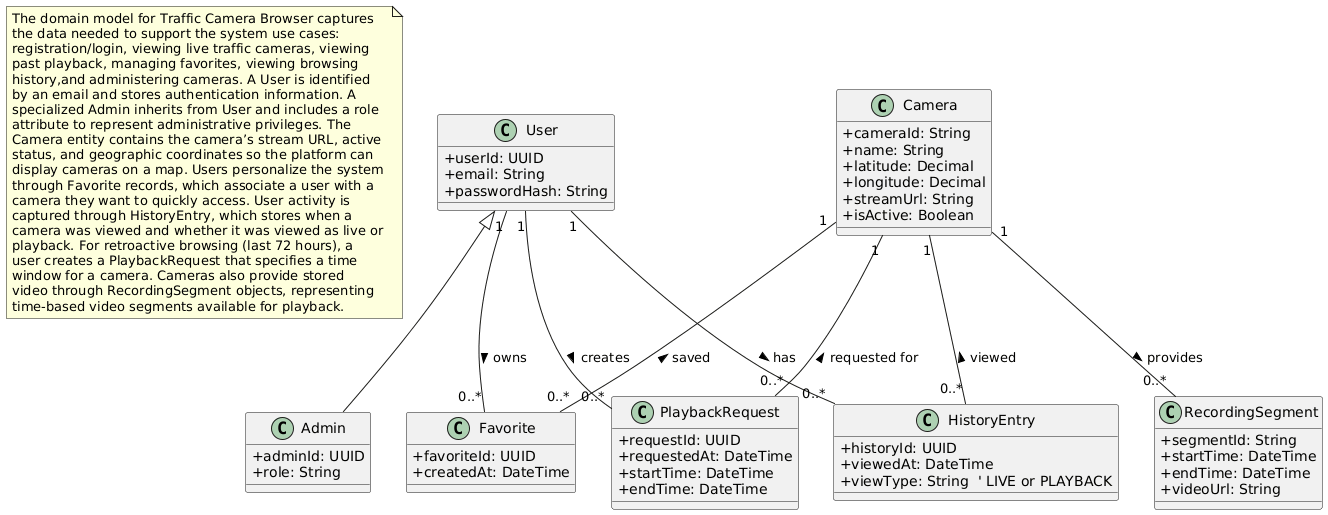 The domain model for Traffic Camera Browser captures
the data needed to support the system use cases:
registration/login, viewing live traffic cameras, viewing
past playback, managing favorites, viewing browsing
history,and administering cameras. A User is identified
by an email and stores authentication information. A
specialized Admin inherits from User and includes a role
attribute to represent administrative privileges. The
Camera entity contains the camera’s stream URL, active
status, and geographic coordinates so the platform can
display cameras on a map. Users personalize the system
through Favorite records, which associate a user with a
camera they want to quickly access. User activity is
captured through HistoryEntry, which stores when a
camera was viewed and whether it was viewed as live or
playback. For retroactive browsing (last 72 hours), a
user creates a PlaybackRequest that specifies a time
window for a camera. Cameras also provide stored
video through RecordingSegment objects, representing
time-based video segments available for playback.
C User
+userId: UUID
+email: String
+passwordHash: String
C Camera
+cameraId: String
+name: String
+latitude: Decimal
+longitude: Decimal
+streamUrl: String
+isActive: Boolean
1 1 1
1 1 1 1
owns creates saved has requested for viewed provides
0..* 0..* 0..* 0..* 0..* 0..* 0..*
C Admin
+adminId: UUID
+role: String
C Favorite
+favoriteId: UUID
+createdAt: DateTime
C PlaybackRequest
+requestId: UUID
+requestedAt: DateTime
+startTime: DateTime
+endTime: DateTime
C HistoryEntry
+historyId: UUID
+viewedAt: DateTime
+viewType: String ' LIVE or PLAYBACK
C RecordingSegment
+segmentId: String
+startTime: DateTime
+endTime: DateTime
+videoUrl: String